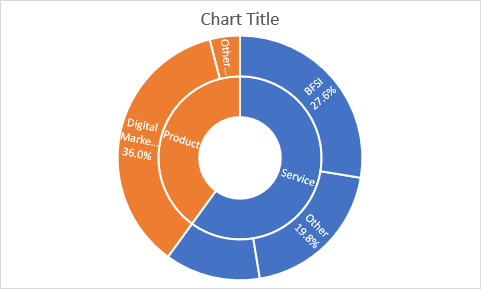 Chart Title
Other
...
BFSI
27.6%
Digital
Marke...
36.0%
Product
Service
Other
19.8%